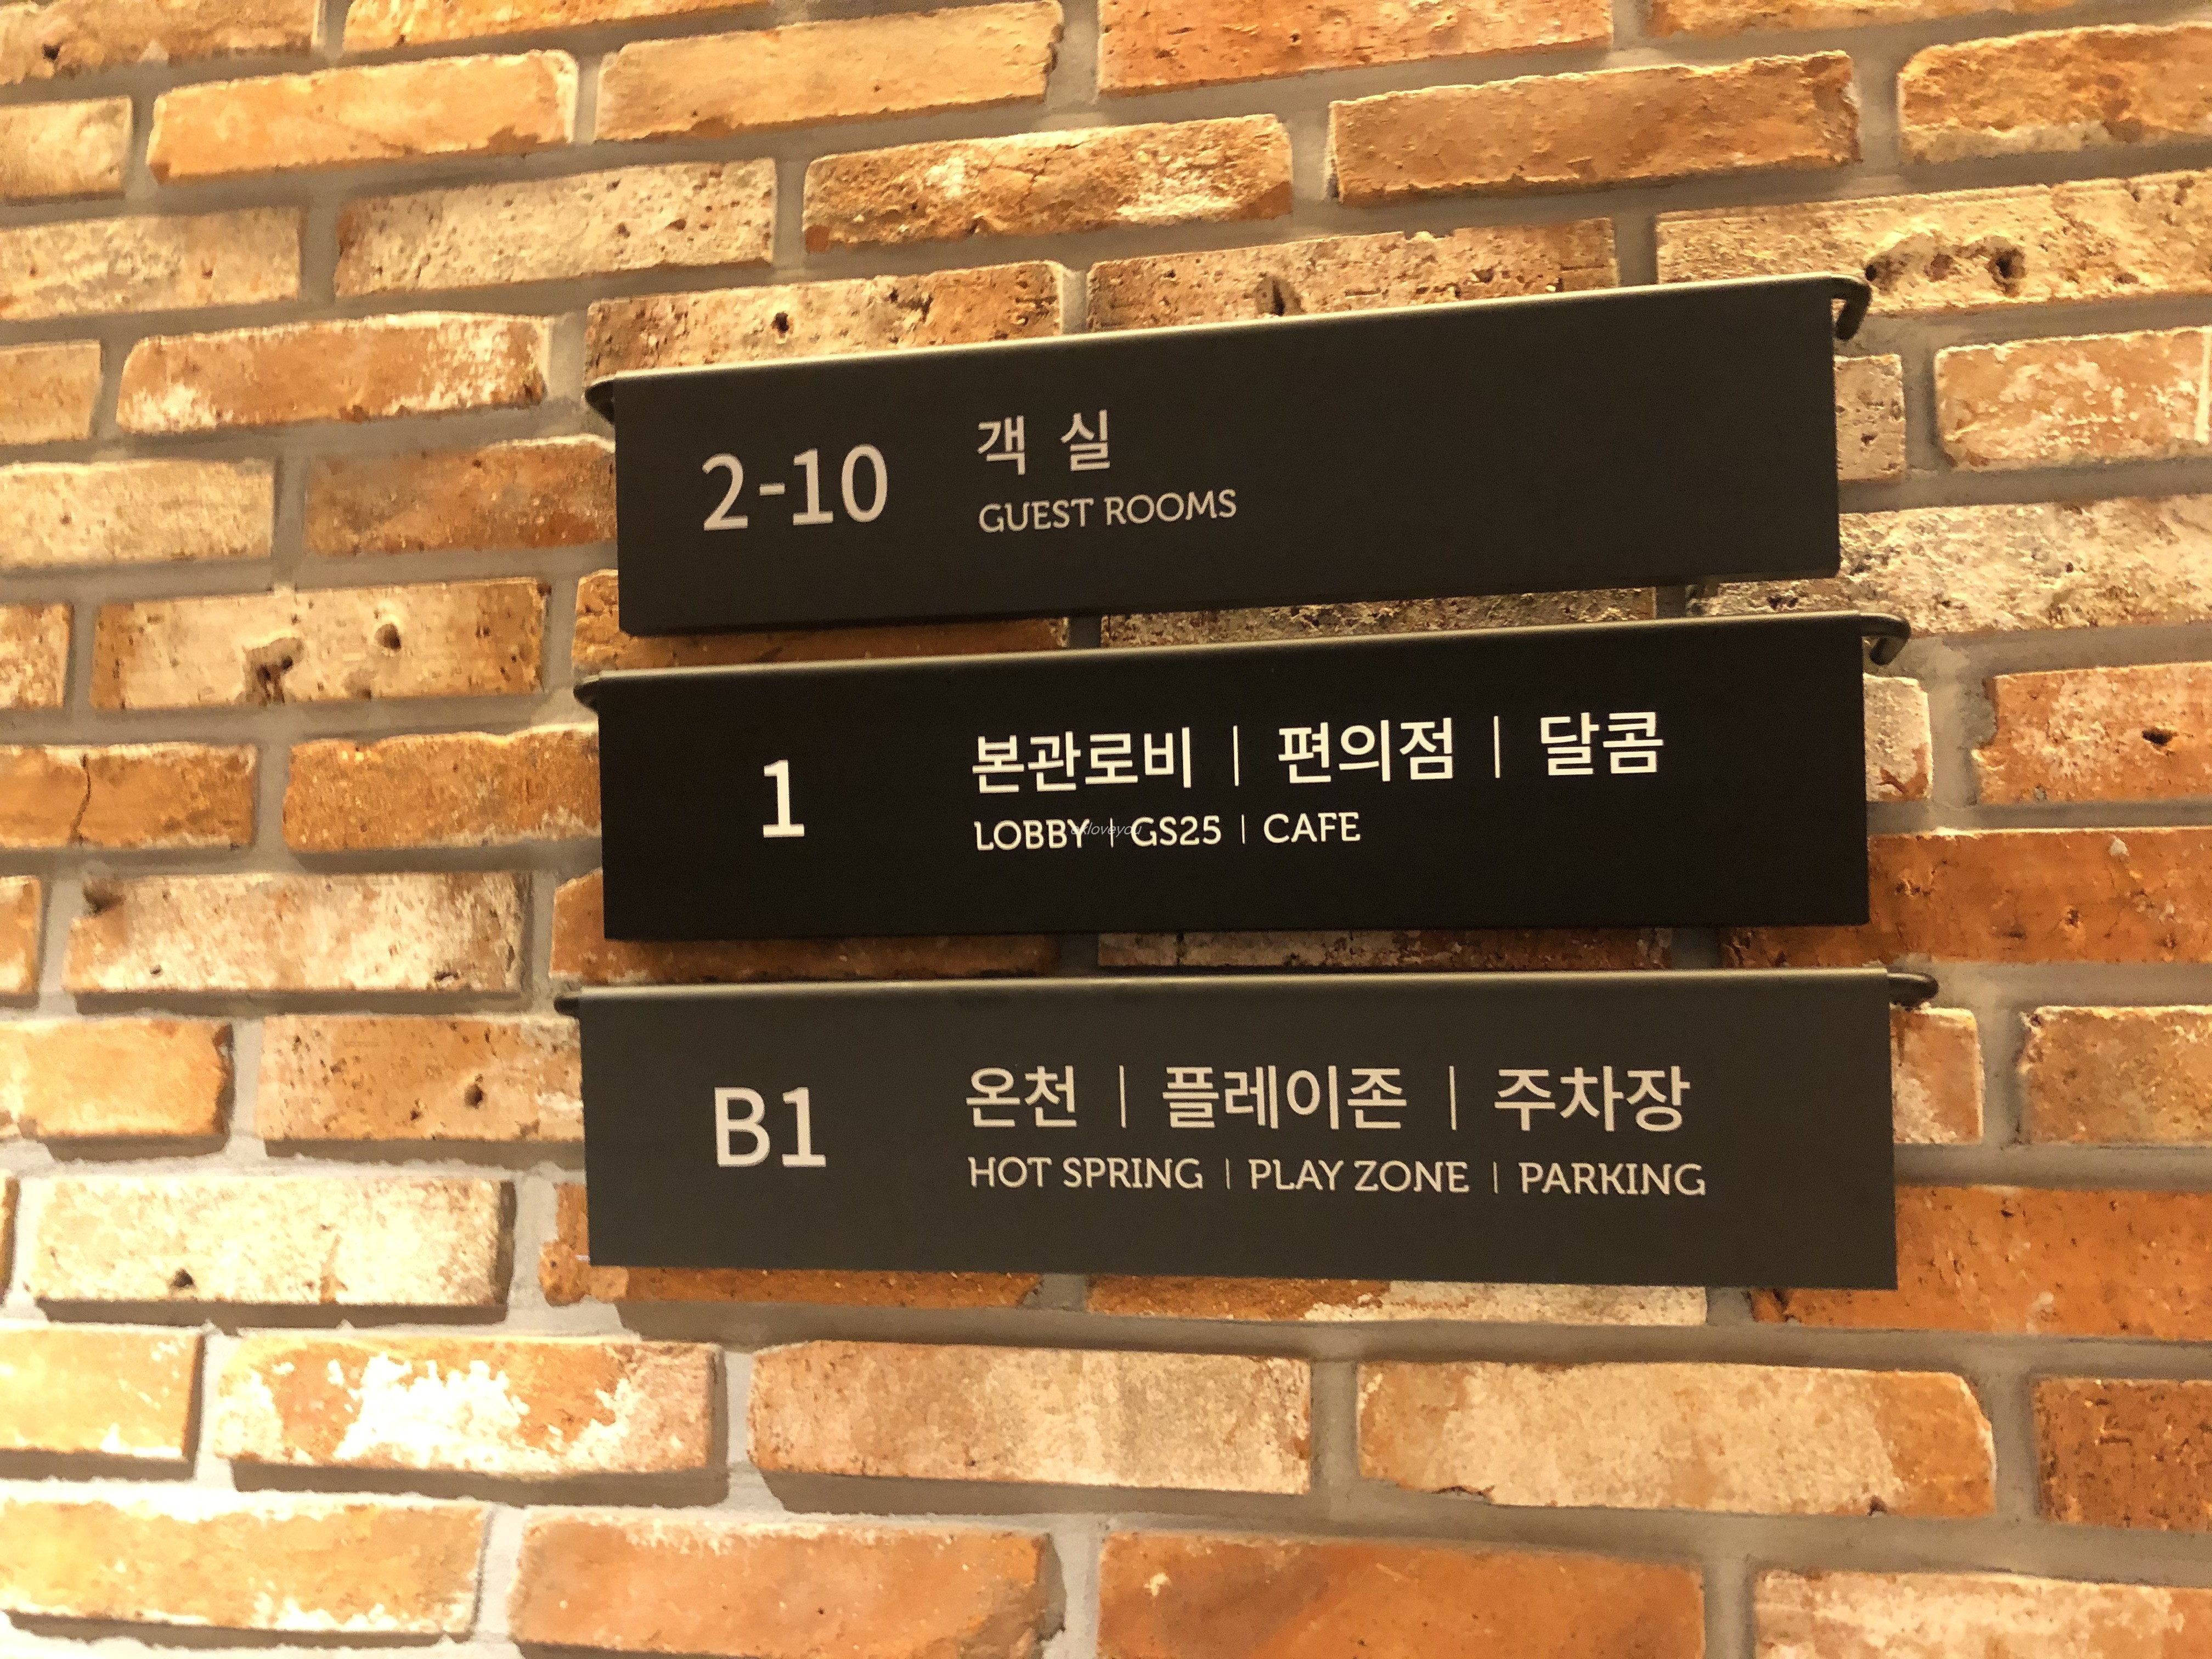 2-10
객 실
GUEST ROOMS
1
본관로비 | 편의점 | 달콤
LOBBY | GS25 | CAFE
B1
온천 | 플레이존 | 주차장
HOT SPRING | PLAY ZONE | PARKING